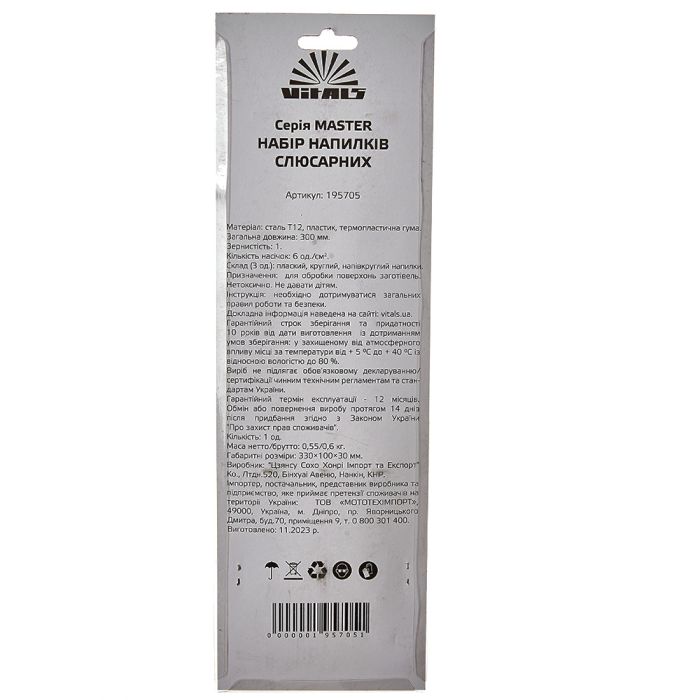 VitALS
Серія MASTER
НАБІР НАПИЛКІВ
СЛЮСАРНИХ
Артикул: 195705
Матеріал: сталь Т12, пластик, термопластична гума.
Загальна довжина: 300 мм.
Зернистість: 1.
Кількість насічок: 6 од./см².
Склад (3 од.): плаский, круглий, напівкруглий напилки.
Призначення: для обробки поверхонь заготівель.
Нетоксично. Не давати дітям.
Інструкція: необхідно дотримуватися загальних
правил роботи та безпеки.
Докладна інформація наведена на сайті: vitals.ua.
Гарантійний строк зберігання та придатності
10 років від дати виготовлення із дотриманням
умов зберігання: у захищеному від атмосферного
впливу місці за температури від + 5 ºС до + 40 ºС із
відносною вологістю до 80 %.
Виріб не підлягає обов'язковому декларуванню/
сертифікації чинним технічним регламентам та стан-
дартам України.
Гарантійний термін експлуатації - 12 місяців.
Обмін або повернення виробу протягом 14 днів
після придбання згідно з Законом України
"Про захист прав споживачів".
Кількість: 1 од.
Маса нетто/брутто: 0,55/0,6 кг.
Габаритні розміри: 330×100×30 мм.
Виробник: "Цзянсу Сохо Хонрі Імпорт та Експорт"
Ко., Лтдн.520, Бінхуаі Авеню, Нанкін, КНР.
Імпортер, постачальник, представник виробника та
підприємство, яке приймає претензії споживачів на
території України: ТОВ «МОТОТЕХІМПОРТ»,
49000, Україна, м. Дніпро, пр. Яворницького
Дмитра, буд.70, приміщення 9, т. 0 800 301 400.
Виготовлено: 11.2023 р.
0 000001 957051